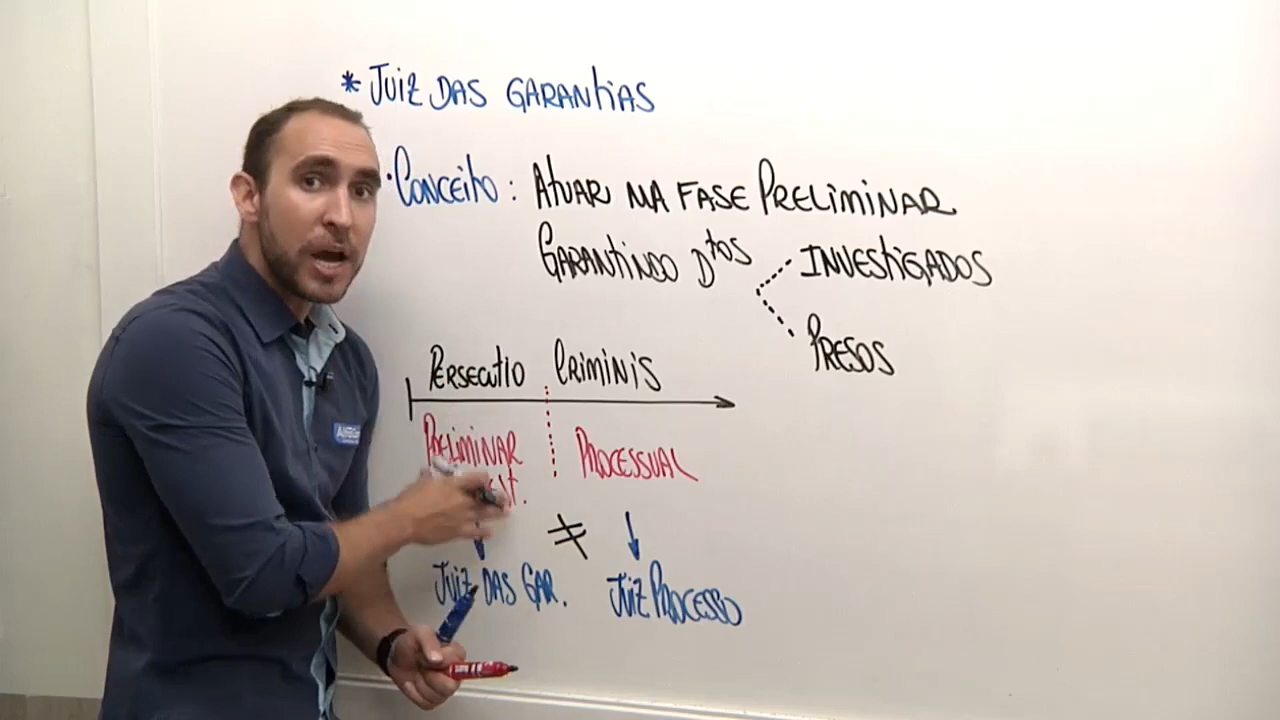 * JUIZ DAS GARANTIAS
• CONCEITO : ATUAR NA FASE PRELIMINAR
GARANTINDO DTOS
INVESTIGADOS
PRESOS
PERSECUTIO CRIMINIS
PRELIMINAR
PROCESSUAL
≠
JUIZ DAS GAR.
JUIZ PROCESSO